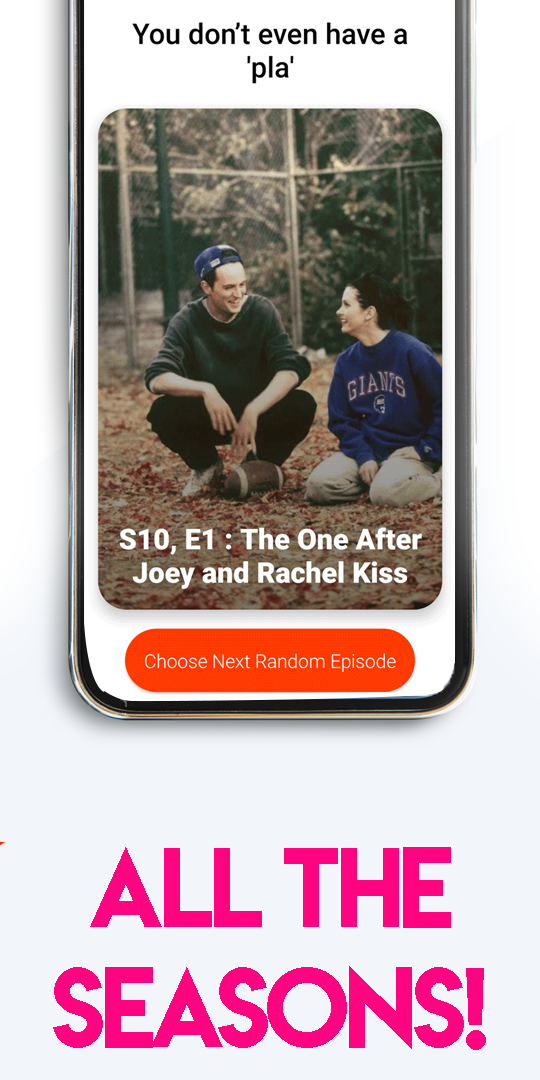 You don’t even have a
'pla'
GIANTS
S10, E1 : The One After
Joey and Rachel Kiss
Choose Next Random Episode
ALL THE
SEASONS!